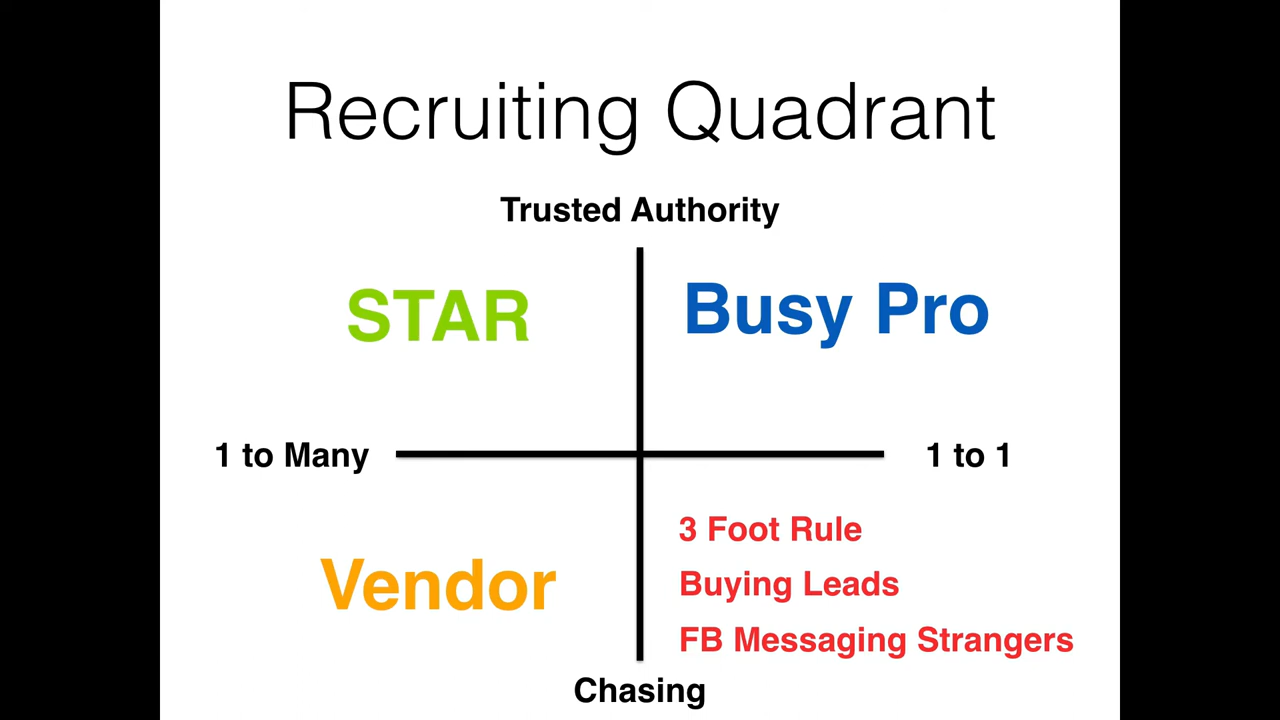 Recruiting Quadrant
Trusted Authority
STAR
Busy Pro
1 to Many
1 to 1
3 Foot Rule
Vendor
Buying Leads
FB Messaging Strangers
Chasing